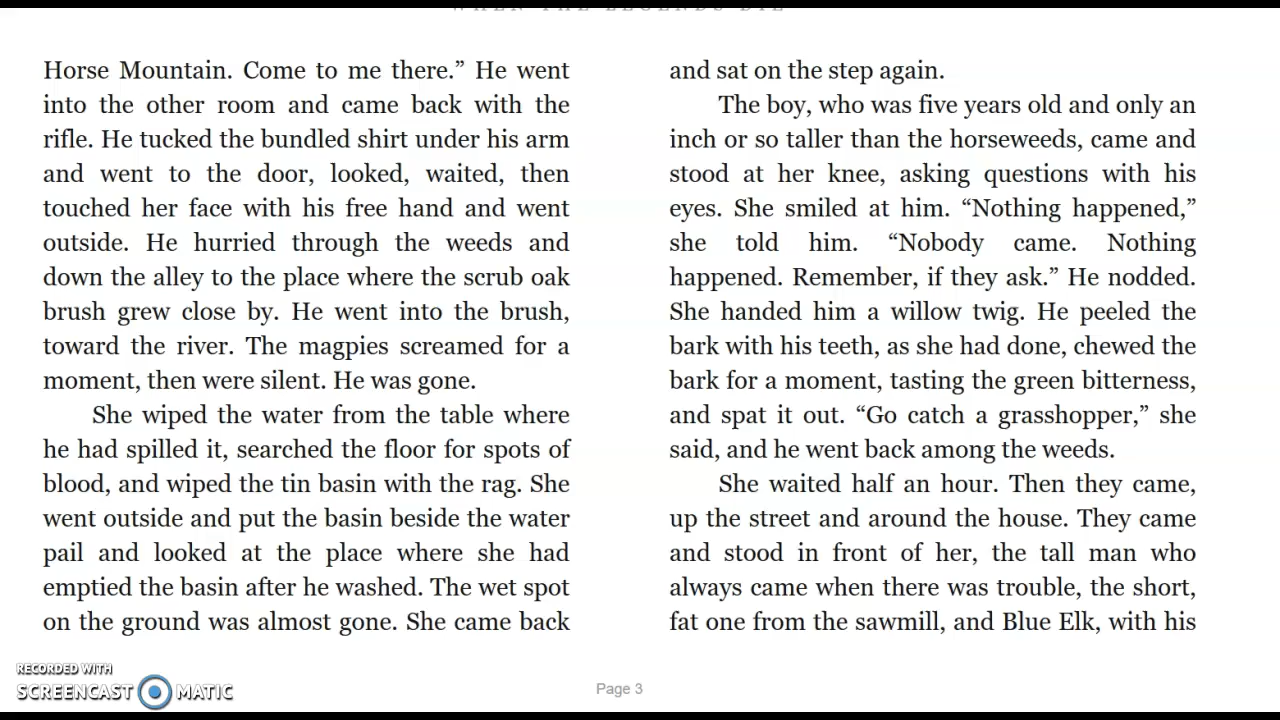 WHEN THE LEGENDS DIE
Horse Mountain. Come to me there.” He went
into the other room and came back with the
rifle. He tucked the bundled shirt under his arm
and went to the door, looked, waited, then
touched her face with his free hand and went
outside. He hurried through the weeds and
down the alley to the place where the scrub oak
brush grew close by. He went into the brush,
toward the river. The magpies screamed for a
moment, then were silent. He was gone.
She wiped the water from the table where
he had spilled it, searched the floor for spots of
blood, and wiped the tin basin with the rag. She
went outside and put the basin beside the water
pail and looked at the place where she had
emptied the basin after he washed. The wet spot
on the ground was almost gone. She came back
and sat on the step again.
The boy, who was five years old and only an
inch or so taller than the horseweeds, came and
stood at her knee, asking questions with his
eyes. She smiled at him. “Nothing happened,”
she told him. “Nobody came. Nothing
happened. Remember, if they ask.” He nodded.
She handed him a willow twig. He peeled the
bark with his teeth, as she had done, chewed the
bark for a moment, tasting the green bitterness,
and spat it out. “Go catch a grasshopper,” she
said, and he went back among the weeds.
She waited half an hour. Then they came,
up the street and around the house. They came
and stood in front of her, the tall man who
always came when there was trouble, the short,
fat one from the sawmill, and Blue Elk, with his
RECORDED WITH
SCREENCAST MATIC
Page 3